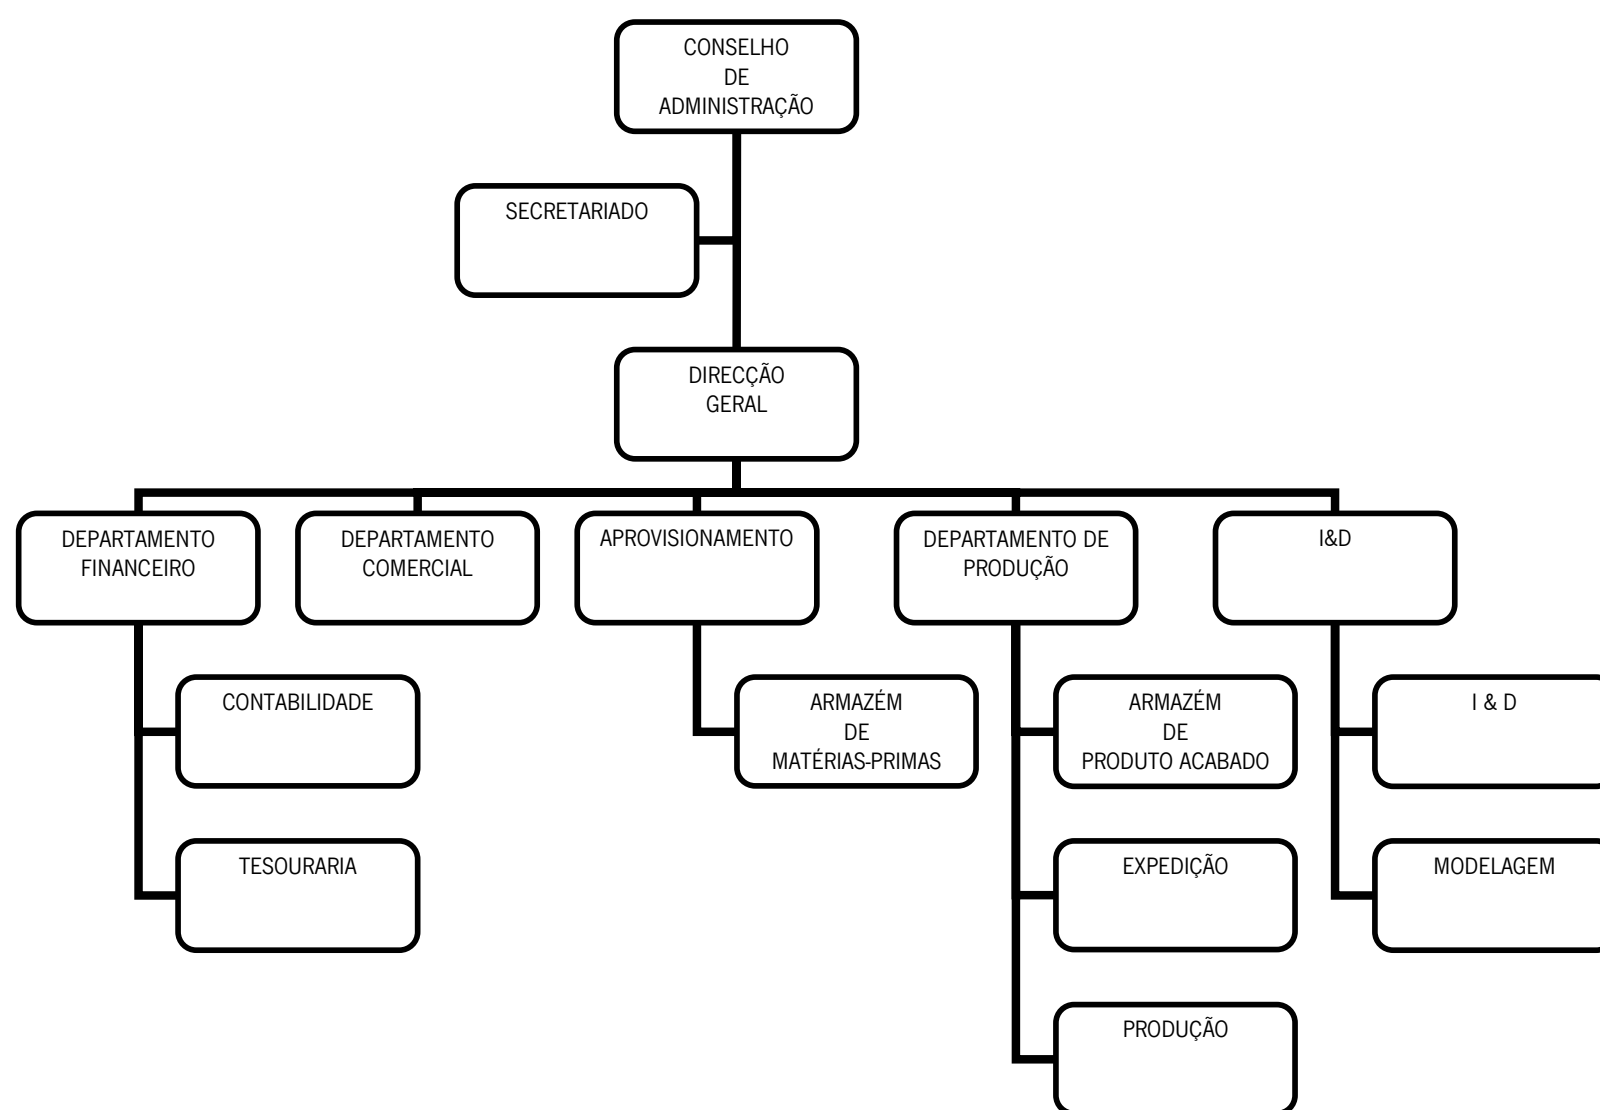 CONSELHO
DE
ADMINISTRAÇÃO
SECRETARIADO
DIRECÇÃO
GERAL
DEPARTAMENTO
FINANCEIRO
DEPARTAMENTO
COMERCIAL
APROVISIONAMENTO
DEPARTAMENTO DE
PRODUÇÃO
I&D
CONTABILIDADE
ARMAZÉM
DE
MATÉRIAS-PRIMAS
ARMAZÉM
DE
PRODUTO ACABADO
I & D
TESOURARIA
EXPEDIÇÃO
MODELAGEM
PRODUÇÃO